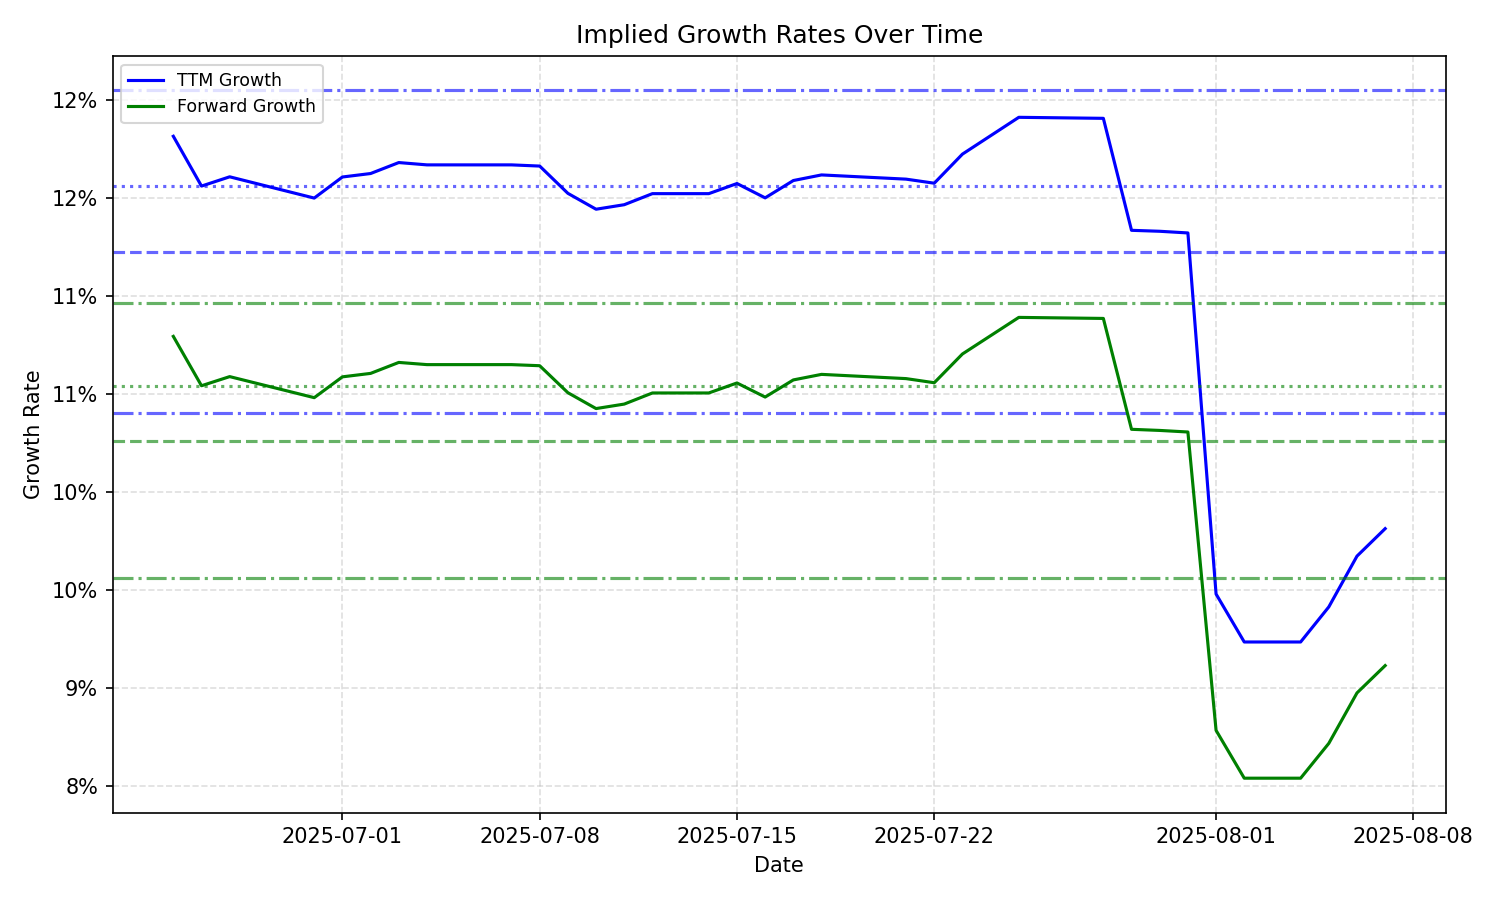 Implied Growth Rates Over Time
TTM Growth
Forward Growth
12%
12%
11%
11%
10%
10%
9%
8%
Growth Rate
2025-07-01
2025-07-08
2025-07-15
2025-07-22
2025-08-01
2025-08-08
Date